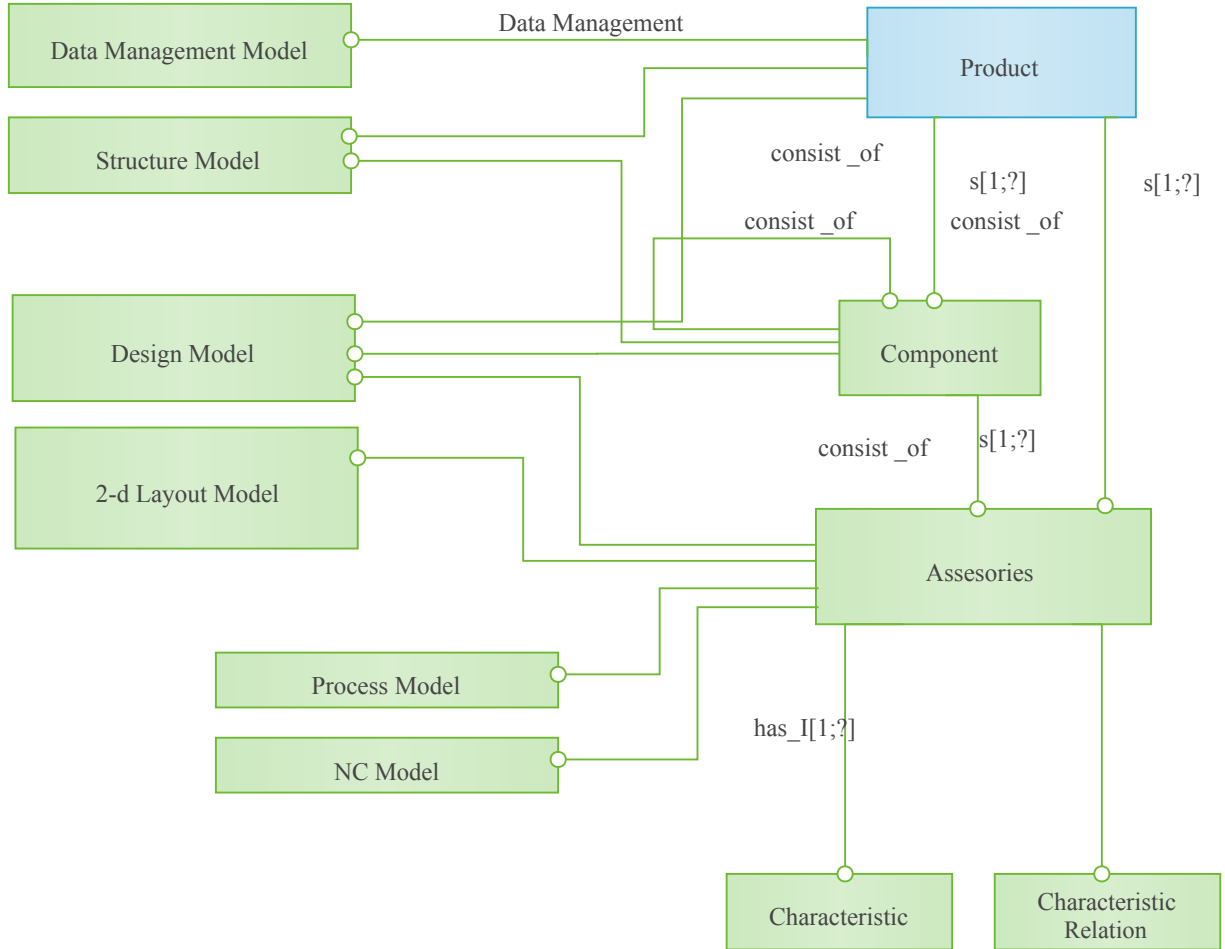 Data Management
Data Management Model
Product
consist _of
Structure Model
s[1;?]
s[1;?]
consist _of
consist _of
Design Model
Component
consist _of
s[1;?]
2-d Layout Model
Assesories
Process Model
has_I[1;?]
NC Model
Characteristic
Characteristic
Relation